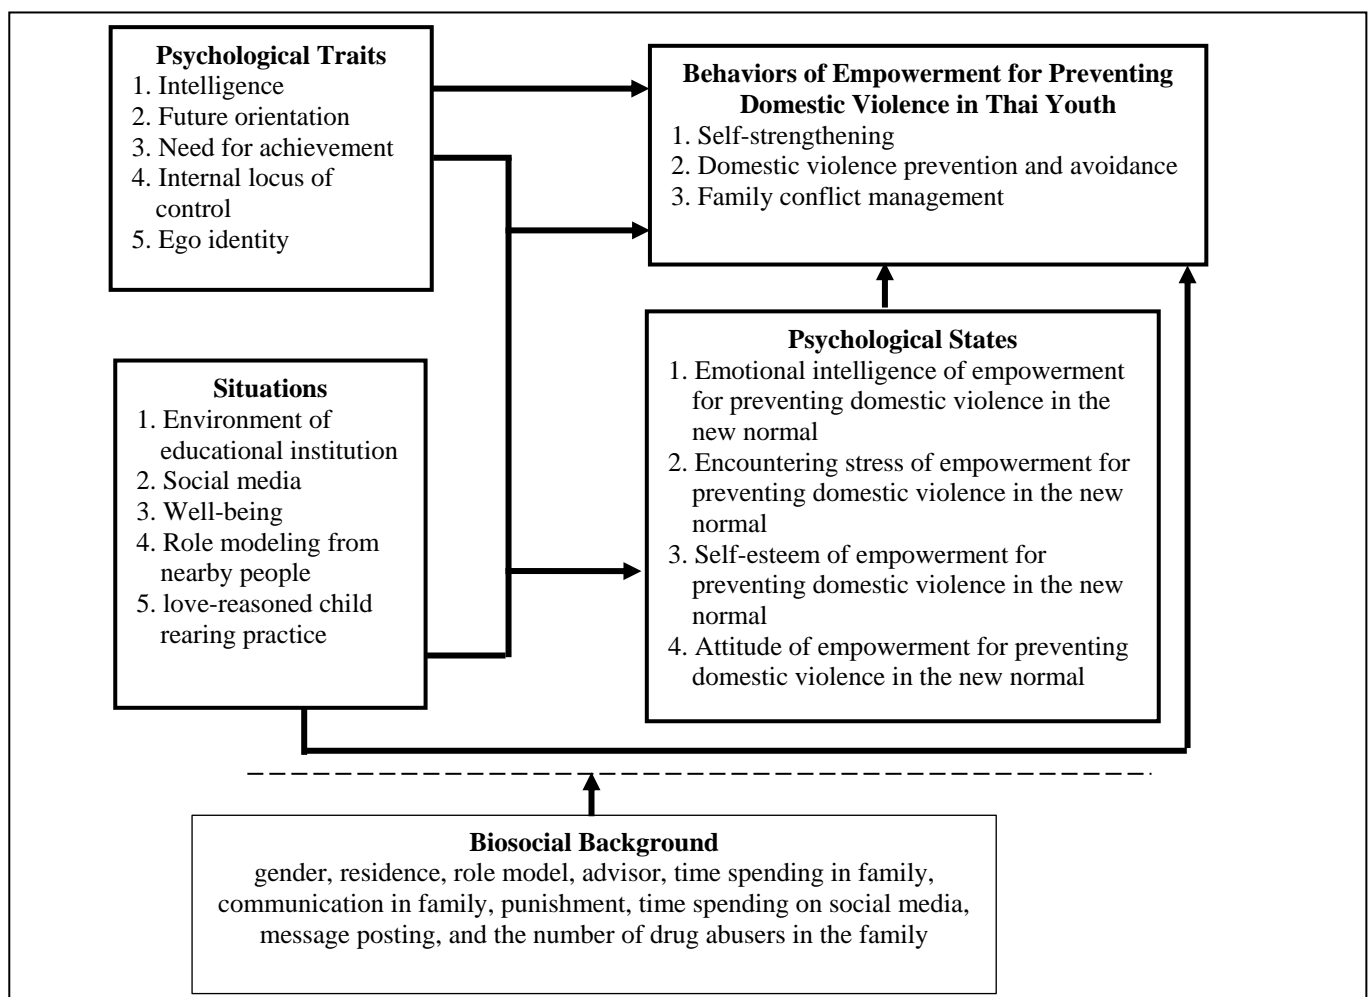 Psychological Traits
1. Intelligence
2. Future orientation
3. Need for achievement
4. Internal locus of
control
5. Ego identity
Behaviors of Empowerment for Preventing
Domestic Violence in Thai Youth
1. Self-strengthening
2. Domestic violence prevention and avoidance
3. Family conflict management
Situations
1. Environment of
educational institution
2. Social media
3. Well-being
4. Role modeling from
nearby people
5. love-reasoned child
rearing practice
Psychological States
1. Emotional intelligence of empowerment
for preventing domestic violence in the
new normal
2. Encountering stress of empowerment for
preventing domestic violence in the new
normal
3. Self-esteem of empowerment for
preventing domestic violence in the new
normal
4. Attitude of empowerment for preventing
domestic violence in the new normal
Biosocial Background
gender, residence, role model, advisor, time spending in family,
communication in family, punishment, time spending on social media,
message posting, and the number of drug abusers in the family